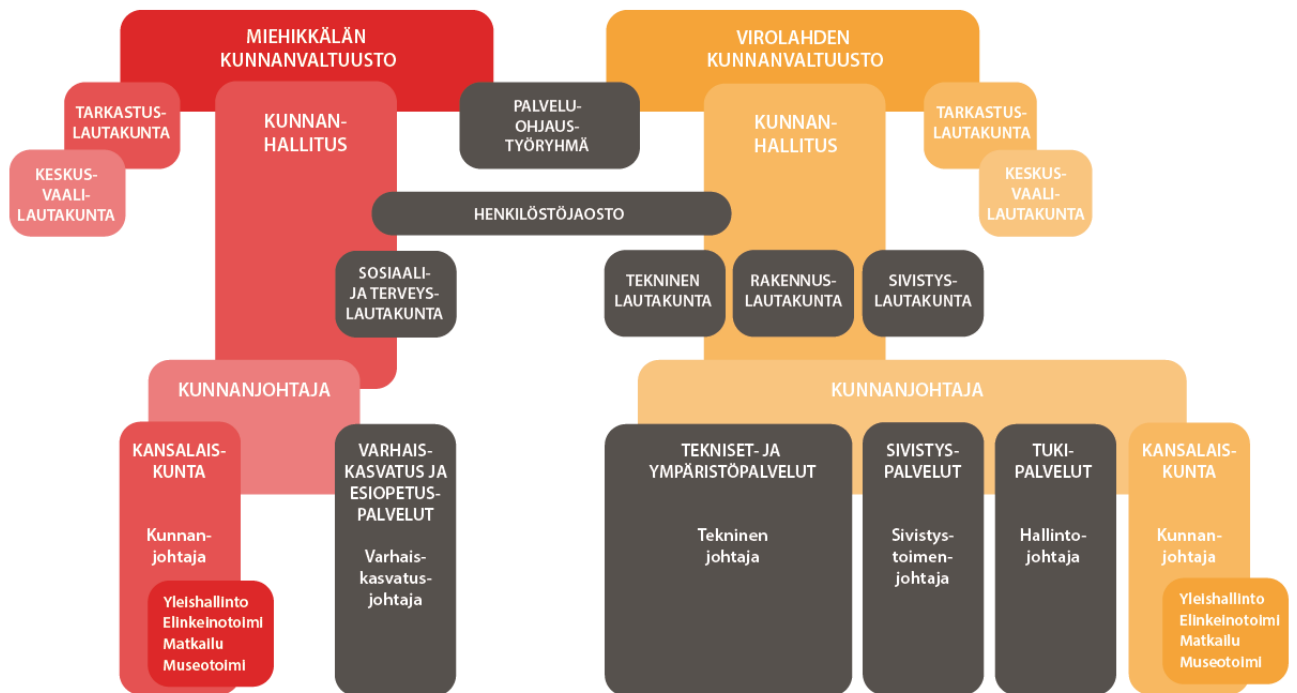 MIEHIKKÄLÄN
KUNNANVALTUUSTO
VIROLAHDEN
KUNNANVALTUUSTO
TARKASTUS-
LAUTAKUNTA
KUNNAN-
HALLITUS
PALVELU-
OHJAUS-
TYÖRYHMÄ
KUNNAN-
HALLITUS
TARKASTUS-
LAUTAKUNTA
KESKUS-
VAALI-
LAUTAKUNTA
KESKUS-
VAALI-
LAUTAKUNTA
HENKILÖSTÖJAOSTO
SOSIAALI-
JA TERVEYS-
LAUTAKUNTA
TEKNINEN
LAUTAKUNTA
RAKENNUS-
LAUTAKUNTA
SIVISTYS-
LAUTAKUNTA
KUNNANJOHTAJA
KUNNANJOHTAJA
KANSALAIS-
KUNTA
Kunnan-
johtaja
Yleishallinto
Elinkeinotoimi
Matkailu
Museotoimi
VARHAIS-
KASVATUS JA
ESIOPETUS-
PALVELUT
Varhais-
kasvatus-
johtaja
TEKNISET- JA
YMPÄRISTÖPALVELUT
Tekninen
johtaja
SIVISTYS-
PALVELUT
Sivistys-
toimen-
johtaja
TUKI-
PALVELUT
Hallinto-
johtaja
KANSALAIS-
KUNTA
Kunnan-
johtaja
Yleishallinto
Elinkeinotoimi
Matkailu
Museotoimi